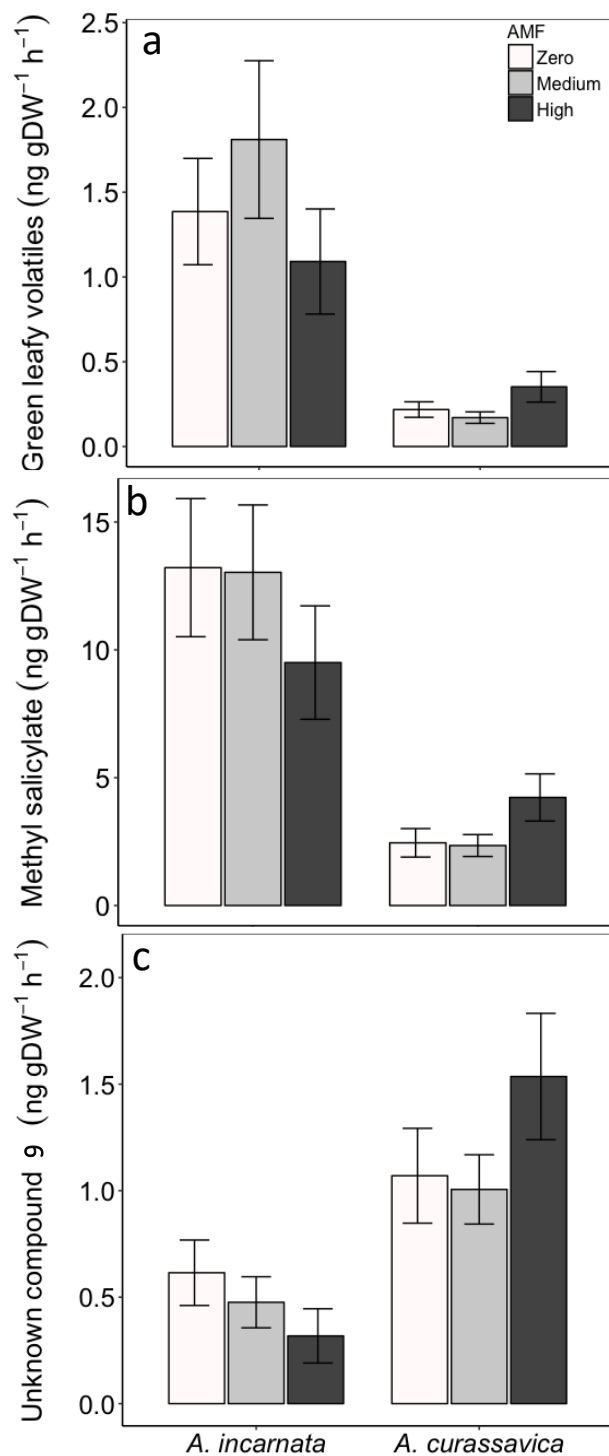 a
AMF
Zero
Medium
High
Green leafy volatiles (ng gDW⁻¹ h⁻¹)
2.5
2.0
1.5
1.0
0.5
0.0
b
Methyl salicylate (ng gDW⁻¹ h⁻¹)
15
10
5
0
c
Unknown compound 9 (ng gDW⁻¹ h⁻¹)
2.0
1.5
1.0
0.5
0.0
A. incarnata A. curassavica